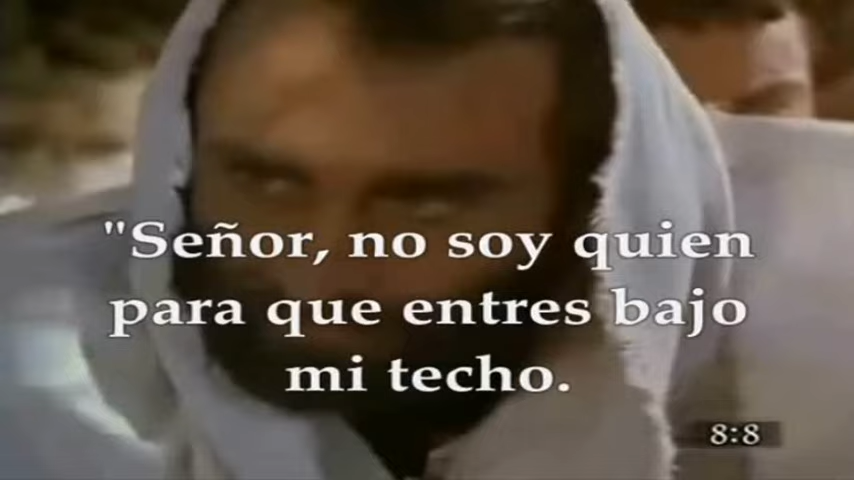 "Señor, no soy quien
para que entres bajo
mi techo.
8:8